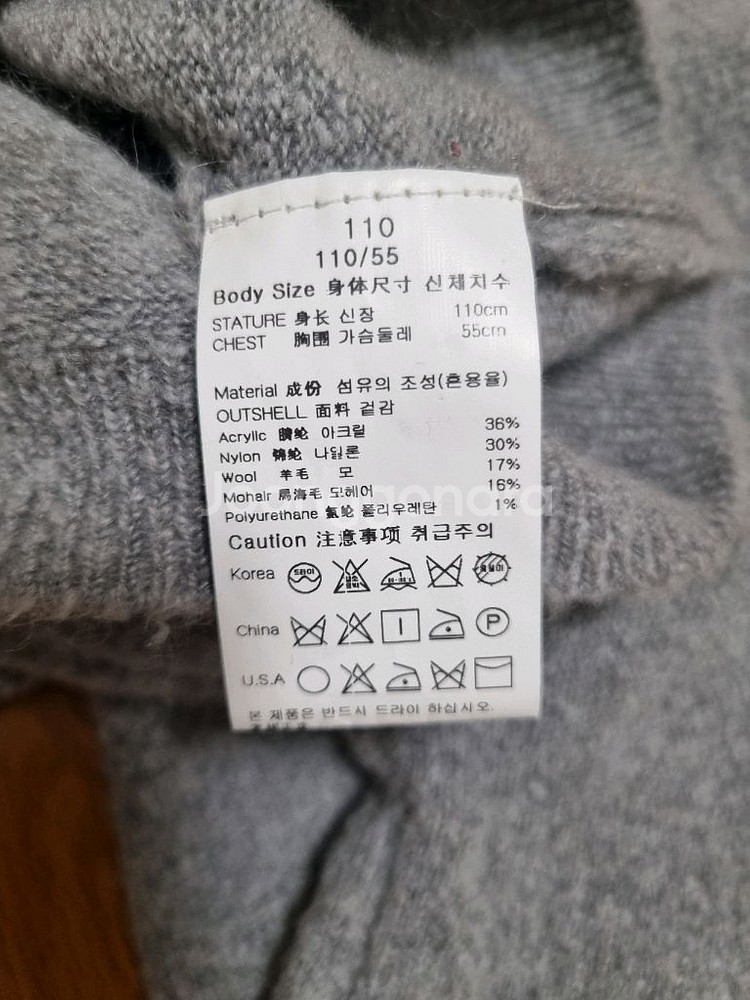 110
110/55
Body Size 身体尺寸 신체치수
STATURE 身长 신장 110cm
CHEST 胸围 가슴둘레 55cm
Material 成份 섬유의 조성(혼용율)
OUTSHELL 面料 겉감
Acrylic 腈纶 아크릴 36%
Nylon 锦纶 나일론 30%
Wool 羊毛 모 17%
Mohair 馬海毛 모헤어 16%
Polyurethane 氨纶 폴리우레탄 1%
Caution 注意事项 취급주의
Korea 드라이
China P
U.S.A
본 제품은 반드시 드라이 하십시오.
Joonggonara